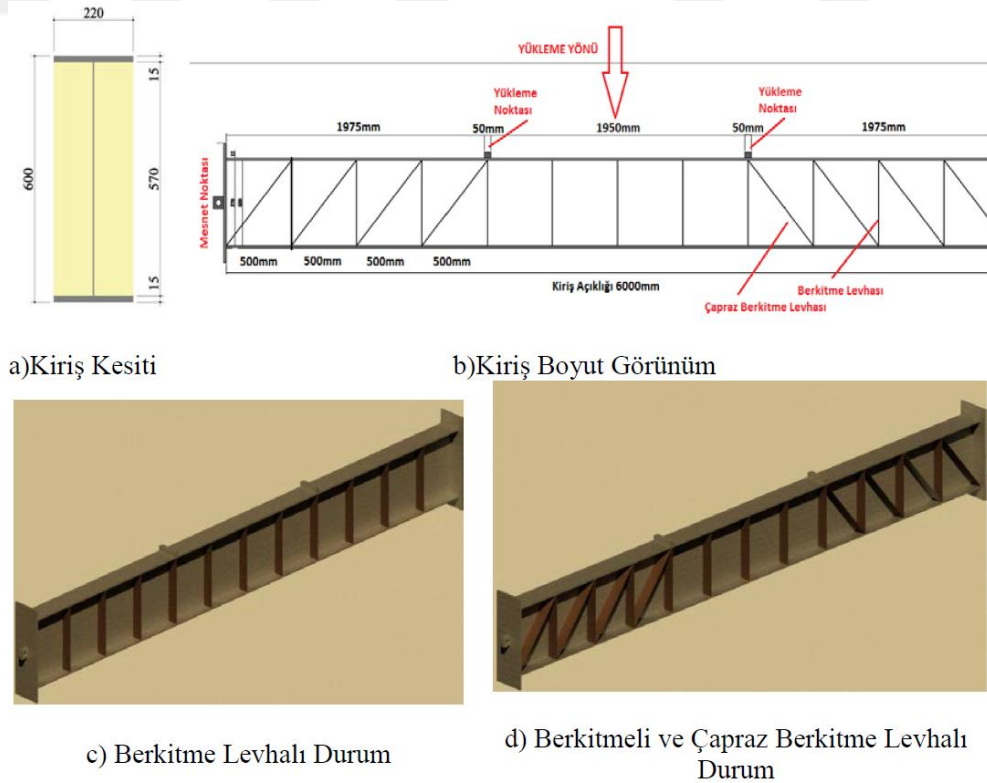 220
15
600
570
15
YÜKLEME YÖNÜ
Yükleme
Noktası
Yükleme
Noktası
1975mm
50mm
1950mm
50mm
1975mm
Mesnet Noktası
500mm
500mm
500mm
500mm
Kiriş Açıklığı 6000mm
Çapraz Berkitme Levhası
Berkitme Levhası
a)Kiriş Kesiti
b)Kiriş Boyut Görünüm
c) Berkitme Levhalı Durum
d) Berkitmeli ve Çapraz Berkitme Levhalı
Durum